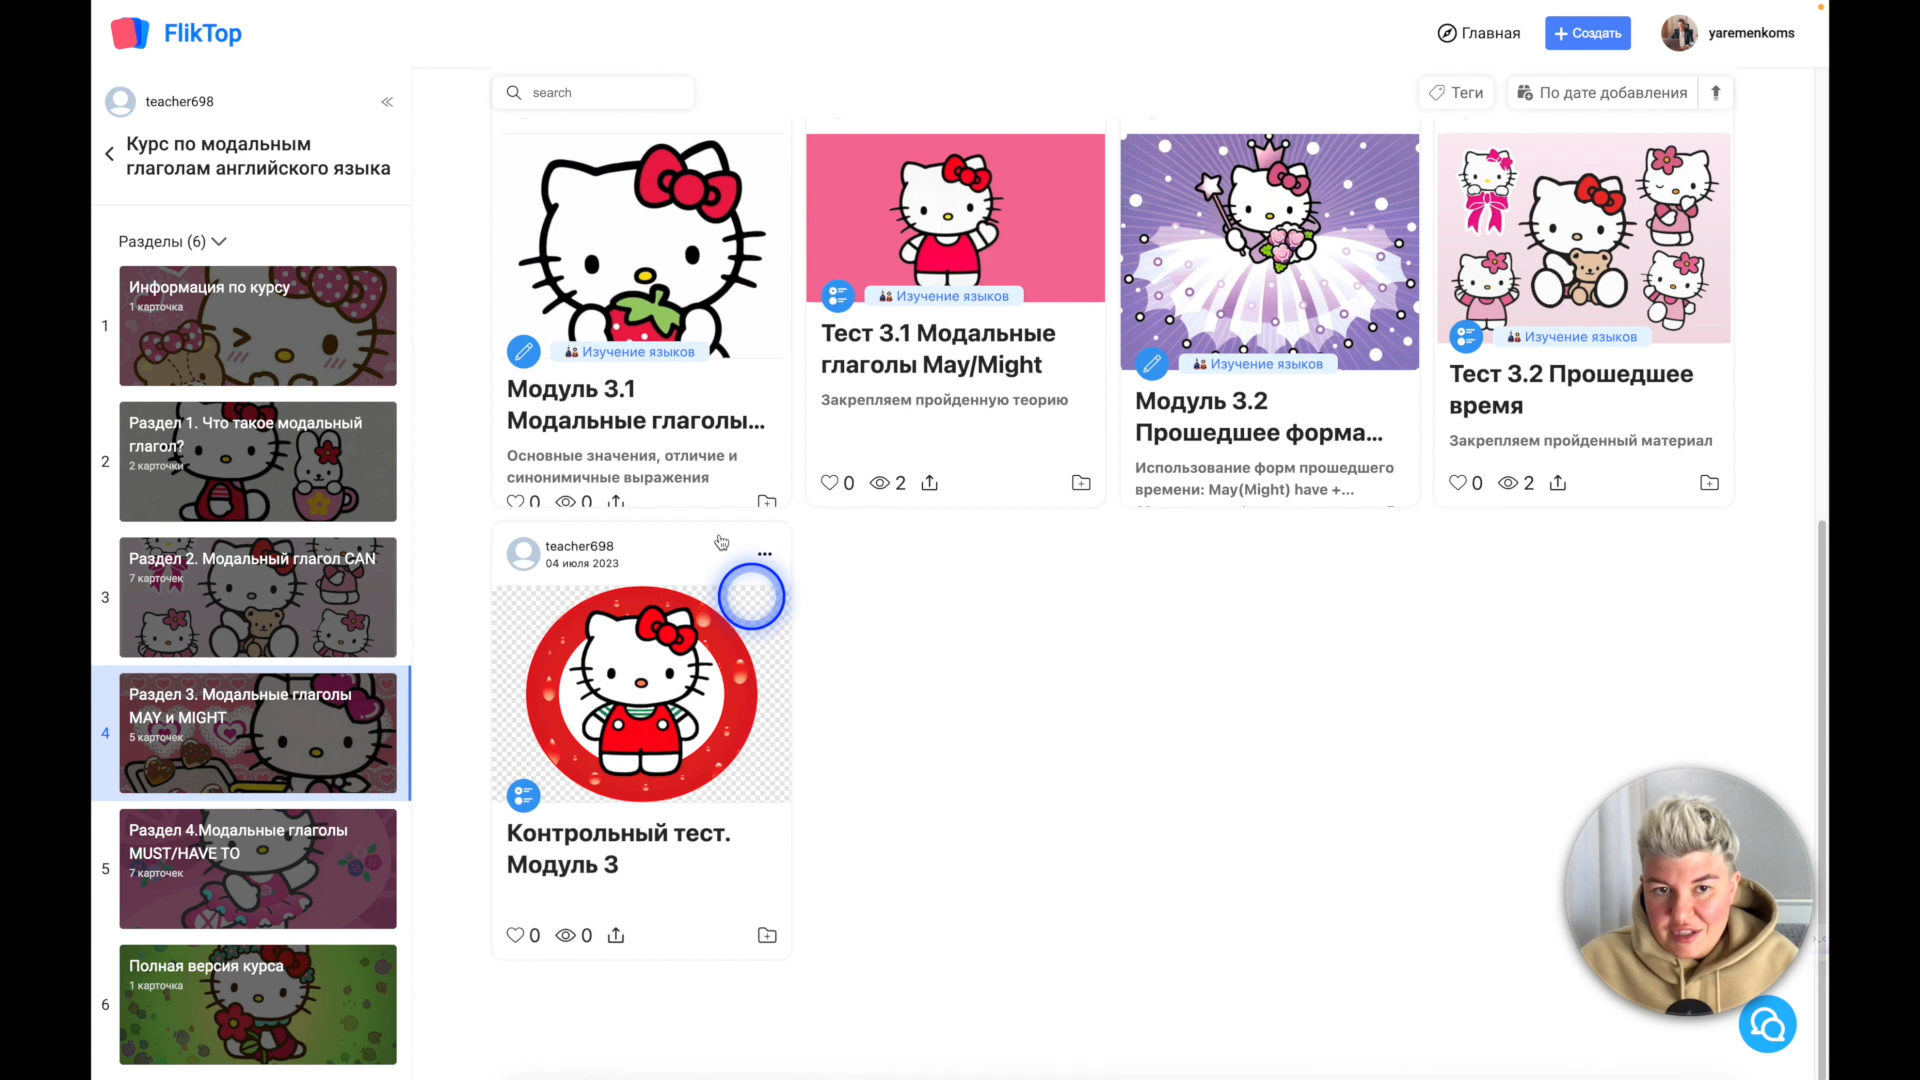 FlikTop
Главная
Создать
yaremenkoms
teacher698
Курс по модальным
глаголам английского языка
Разделы (6)
1
Информация по курсу
1 карточка
2
Раздел 1. Что такое модальный
глагол?
2 карточки
3
Раздел 2. Модальный глагол CAN
7 карточек
4
Раздел 3. Модальные глаголы
MAY и MIGHT
5 карточек
5
Раздел 4.Модальные глаголы
MUST/HAVE TO
7 карточек
6
Полная версия курса
1 карточка
search
Теги
По дате добавления
Изучение языков
Модуль 3.1
Модальные глаголы...
Основные значения, отличие и
синонимичные выражения
0 0
Изучение языков
Тест 3.1 Модальные
глаголы May/Might
Закрепляем пройденную теорию
0 2
Изучение языков
Модуль 3.2
Прошедшее форма...
Использование форм прошедшего
времени: May(Might) have +...
Изучение языков
Тест 3.2 Прошедшее
время
Закрепляем пройденный материал
0 2
teacher698
04 июля 2023
Контрольный тест.
Модуль 3
0 0